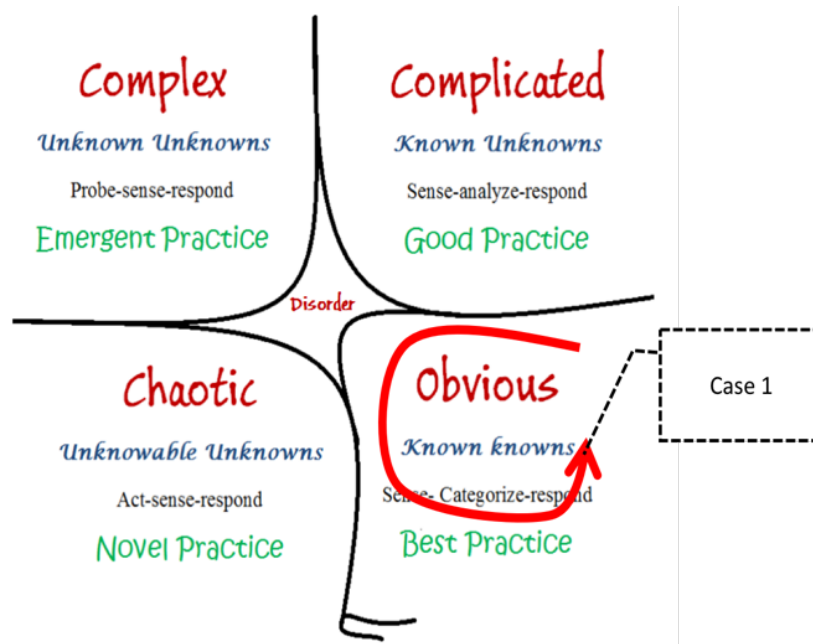 Complex
Unknown Unknowns
Probe-sense-respond
Emergent Practice
Complicated
Known Unknowns
Sense-analyze-respond
Good Practice
Disorder
Chaotic
Unknowable Unknowns
Act-sense-respond
Novel Practice
Obvious
Known knowns
Sense- Categorize-respond
Best Practice
Case 1